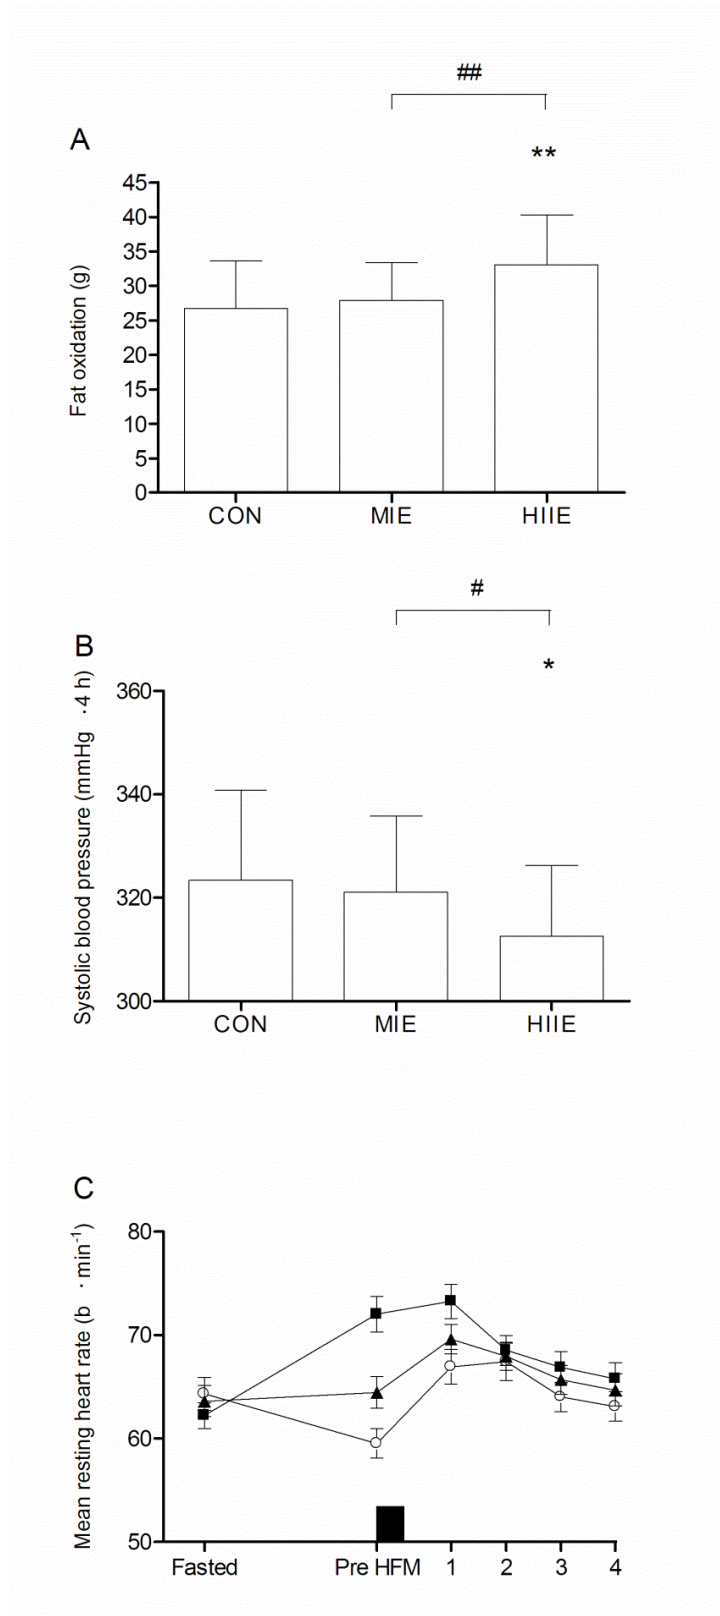 ##
A
**
45
40
35
30
25
20
15
10
5
0
Fat oxidation (g)
CON MIE HIIE
#
B
*
360
340
320
300
Systolic blood pressure (mmHg ·4 h)
CON MIE HIIE
C
80
70
60
50
Mean resting heart rate (b ·min⁻¹)
Fasted Pre HFM 1 2 3 4